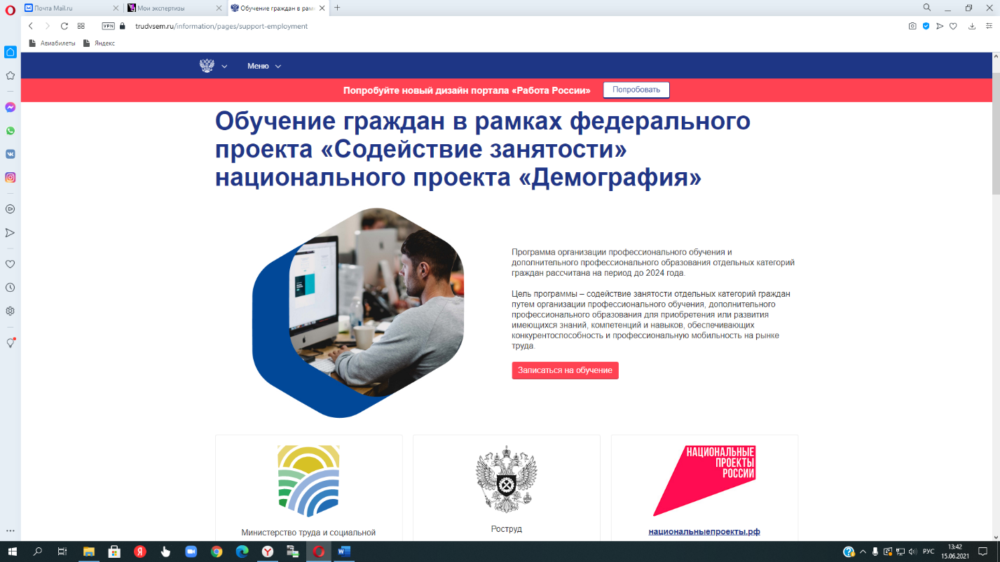 Почта Mail.ru
Мои экспертизы
Обучение граждан в рам
VPN
trudvsem.ru/information/pages/support-employment
Авиабилеты
Яндекс
Меню
Попробуйте новый дизайн портала «Работа России»
Попробовать
Обучение граждан в рамках федерального
проекта «Содействие занятости»
национального проекта «Демография»
Программа организации профессионального обучения и
дополнительного профессионального образования отдельных категорий
граждан рассчитана на период до 2024 года.
Цель программы – содействие занятости отдельных категорий граждан
путем организации профессионального обучения, дополнительного
профессионального образования для приобретения или развития
имеющихся знаний, компетенций и навыков, обеспечивающих
конкурентоспособность и профессиональную мобильность на рынке
труда.
Записаться на обучение
НАЦИОНАЛЬНЫЕ
ПРОЕКТЫ
РОССИИ
Министерство труда и социальной
Роструд
национальныепроекты.рф
РУС
13:42
15.06.2021